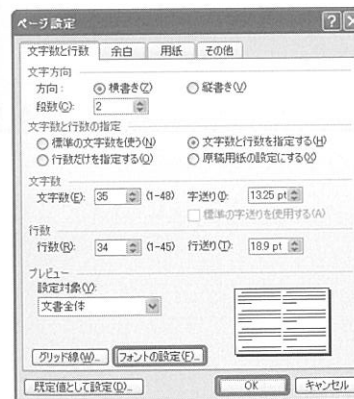 ページ設定
文字数と行数 余白 用紙 その他
文字方向
方向: 横書き(Z) 縦書き(V)
段数(C): 2
文字数と行数の指定
標準の文字数を使う(N) 文字数と行数を指定する(H)
行数だけを指定する(O) 原稿用紙の設定にする(X)
文字数
文字数(E): 35 (1-48) 字送り(I): 13.25 pt
標準の字送りを使用する(A)
行数
行数(R): 34 (1-45) 行送り(T): 18.9 pt
プレビュー
設定対象(Y):
文書全体
グリッド線(W)... フォントの設定(F)...
既定値として設定(D)... OK キャンセル